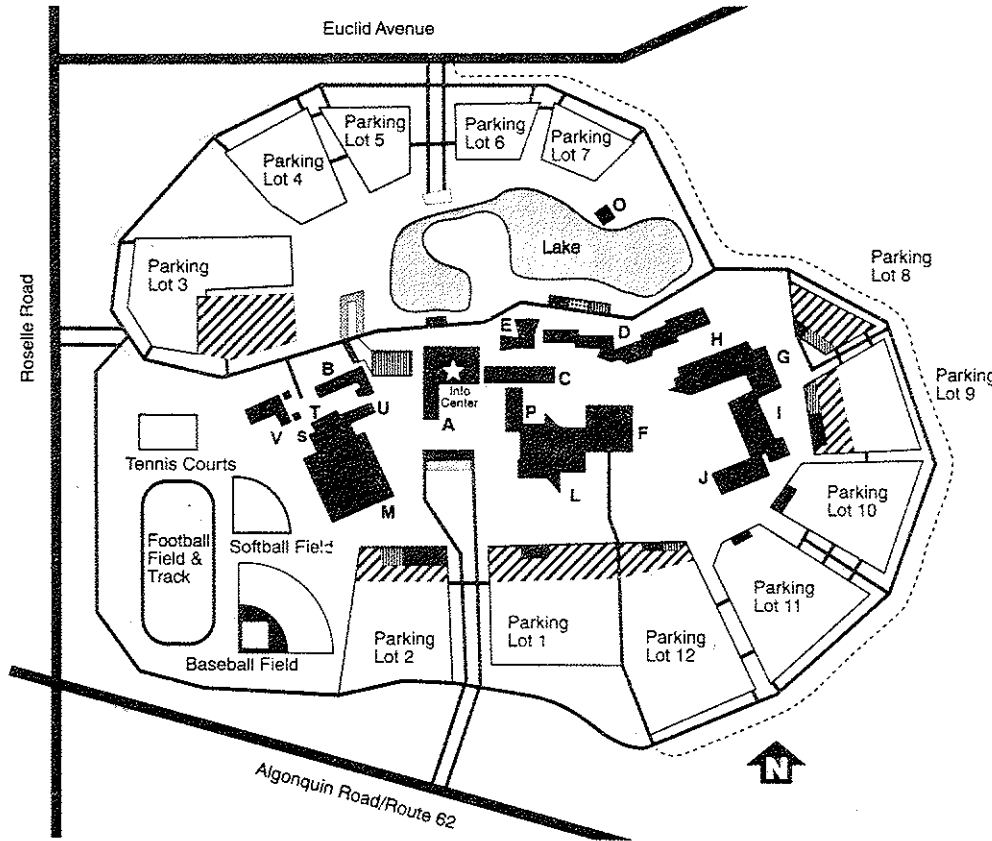 Euclid Avenue
Parking
Lot 5
Parking
Lot 6
Parking
Lot 4
Parking
Lot 7
O
Lake
Parking
Lot 3
Parking
Lot 8
Roselle Road
E
D
H
G
B
Info
Center
C
Parking
Lot 9
T
U
A
P
F
I
V
S
Tennis Courts
L
J
M
Parking
Lot 10
Football
Field &
Track
Softball Field
Parking
Lot 11
Baseball Field
Parking
Lot 2
Parking
Lot 1
Parking
Lot 12
N
Algonquin Road/Route 62